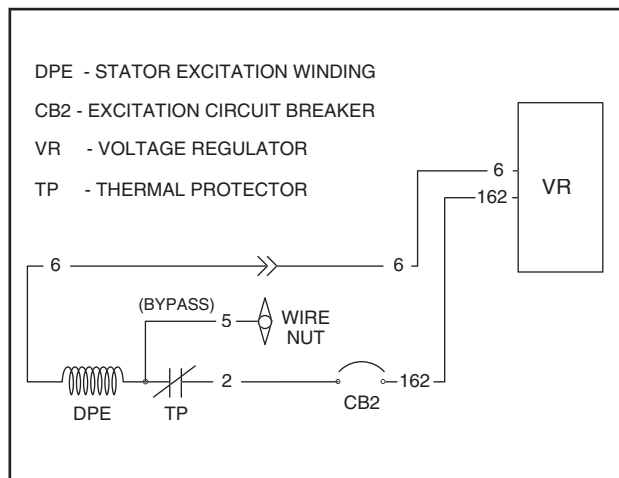 DPE - STATOR EXCITATION WINDING
CB2 - EXCITATION CIRCUIT BREAKER
VR - VOLTAGE REGULATOR
TP - THERMAL PROTECTOR
6
162
VR
6
6
(BYPASS)
5
WIRE
NUT
2
162
DPE
TP
CB2